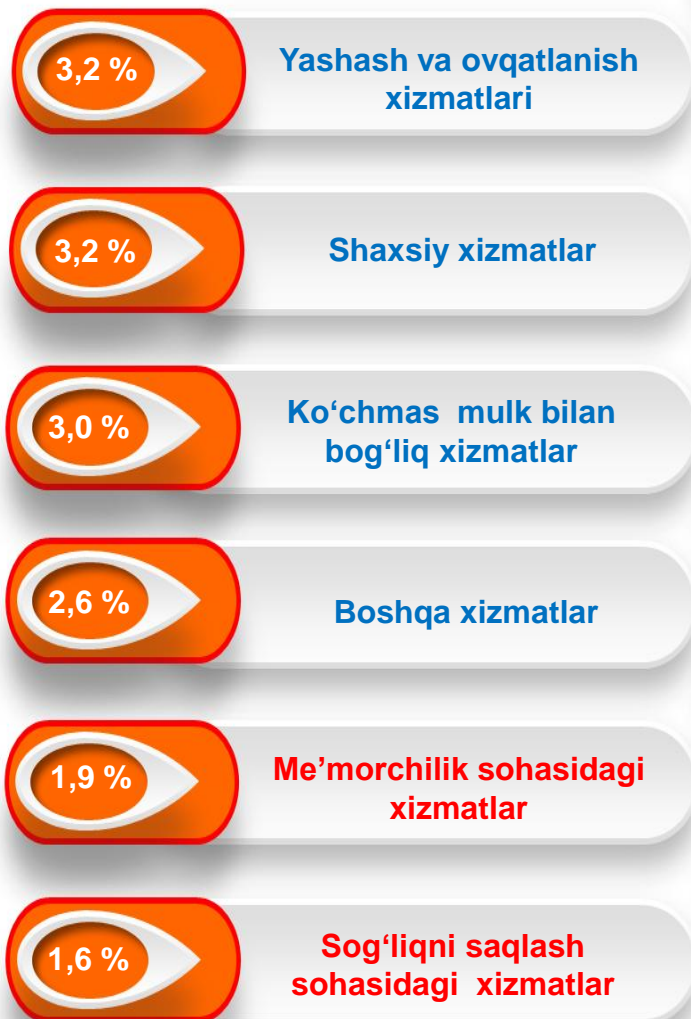 3,2 %
Yashash va ovqatlanish
xizmatlari
3,2 %
Shaxsiy xizmatlar
3,0 %
Ko‘chmas mulk bilan
bog‘liq xizmatlar
2,6 %
Boshqa xizmatlar
1,9 %
Me’morchilik sohasidagi
xizmatlar
1,6 %
Sog‘liqni saqlash
sohasidagi xizmatlar